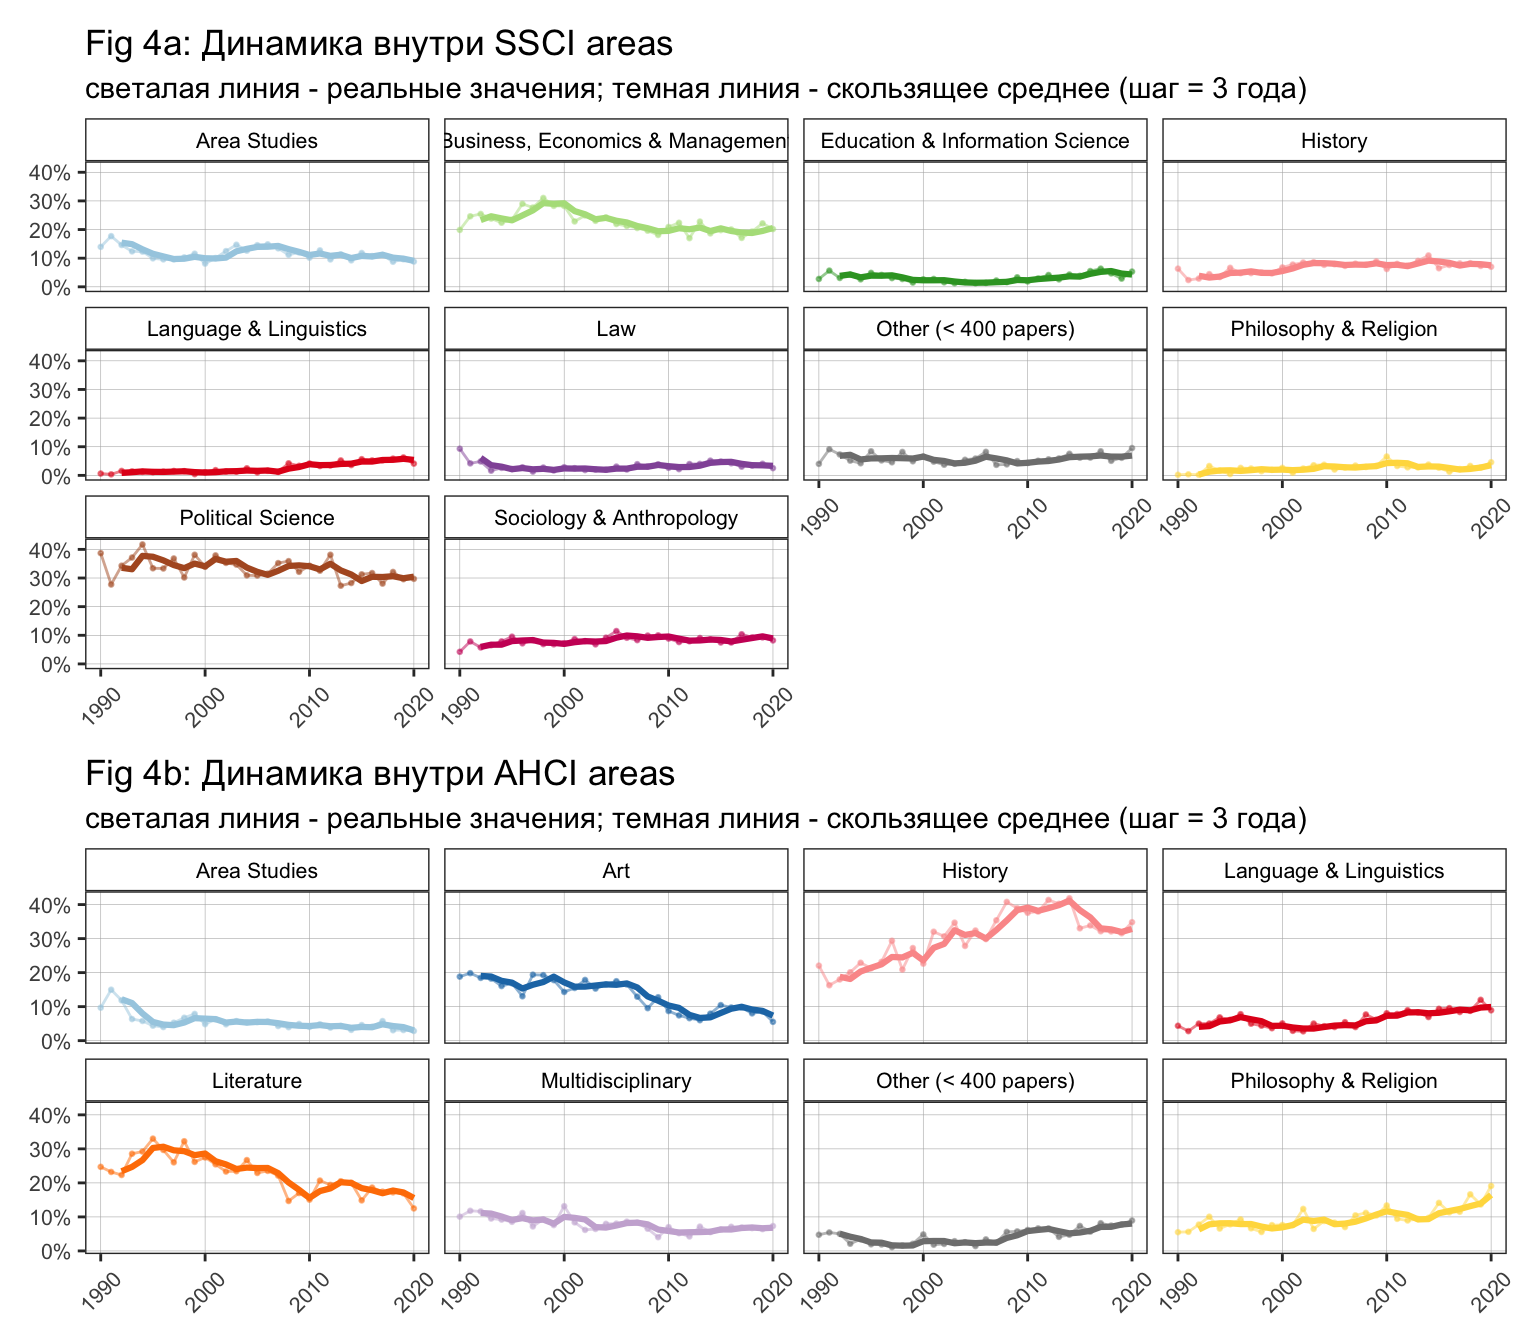 Fig 4a: Динамика внутри SSCI areas
светалая линия - реальные значения; темная линия - скользящее среднее (шаг = 3 года)
Area Studies
Business, Economics & Management
Education & Information Science
History
40%
30%
20%
10%
0%
Language & Linguistics
Law
Other (< 400 papers)
Philosophy & Religion
40%
30%
20%
10%
0%
1990 2000 2010 2020
1990 2000 2010 2020
Political Science
Sociology & Anthropology
40%
30%
20%
10%
0%
1990 2000 2010 2020
1990 2000 2010 2020
Fig 4b: Динамика внутри AHCI areas
светалая линия - реальные значения; темная линия - скользящее среднее (шаг = 3 года)
Area Studies
Art
History
Language & Linguistics
40%
30%
20%
10%
0%
Literature
Multidisciplinary
Other (< 400 papers)
Philosophy & Religion
40%
30%
20%
10%
0%
1990 2000 2010 2020
1990 2000 2010 2020
1990 2000 2010 2020
1990 2000 2010 2020